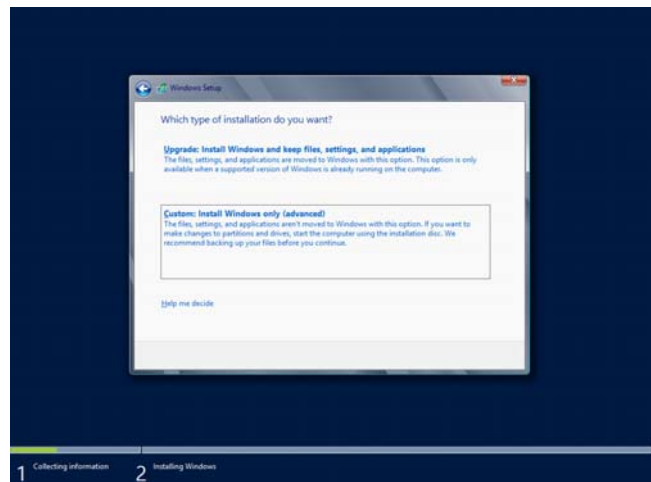 Windows Setup
Which type of installation do you want?
Upgrade: Install Windows and keep files, settings, and applications
The files, settings, and applications are moved to Windows with this option. This option is only
available when a supported version of Windows is already running on the computer.
Custom: Install Windows only (advanced)
The files, settings, and applications aren't moved to Windows with this option. If you want to
make changes to partitions and drives, start the computer using the installation disc. We
recommend backing up your files before you continue.
Help me decide
1 Collecting information 2 Installing Windows